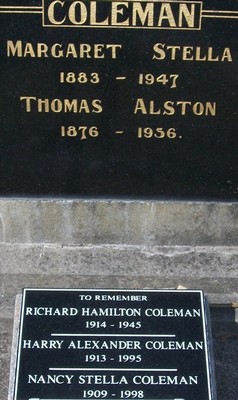 COLEMAN
MARGARET STELLA
1883 - 1947
THOMAS ALSTON
1876 - 1956.
TO REMEMBER
RICHARD HAMILTON COLEMAN
1914 - 1945
HARRY ALEXANDER COLEMAN
1913 - 1995
NANCY STELLA COLEMAN
1909 - 1998